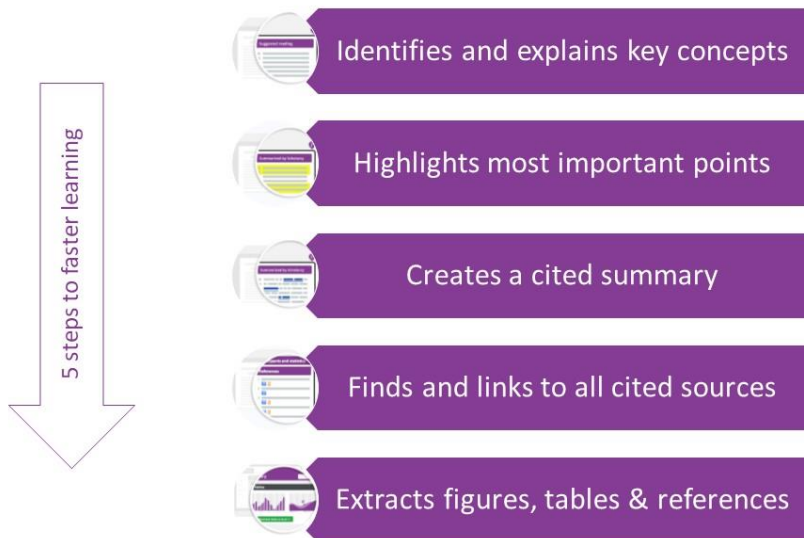 5 steps to faster learning
Identifies and explains key concepts
Highlights most important points
Creates a cited summary
Finds and links to all cited sources
Extracts figures, tables & references